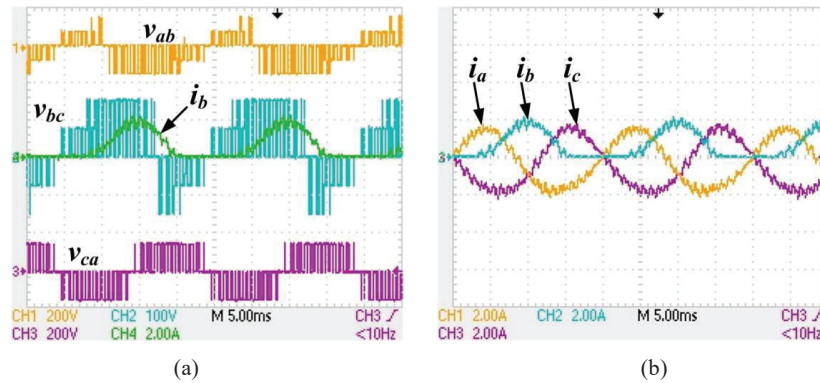 v_ab
v_bc
i_b
v_ca
1
2
3
CH1 200V CH2 100V M 5.00ms CH3
CH3 200V CH4 2.00A <10Hz
(a)
i_a i_b i_c
3
CH1 2.00A CH2 2.00A M 5.00ms CH3
CH3 2.00A <10Hz
(b)